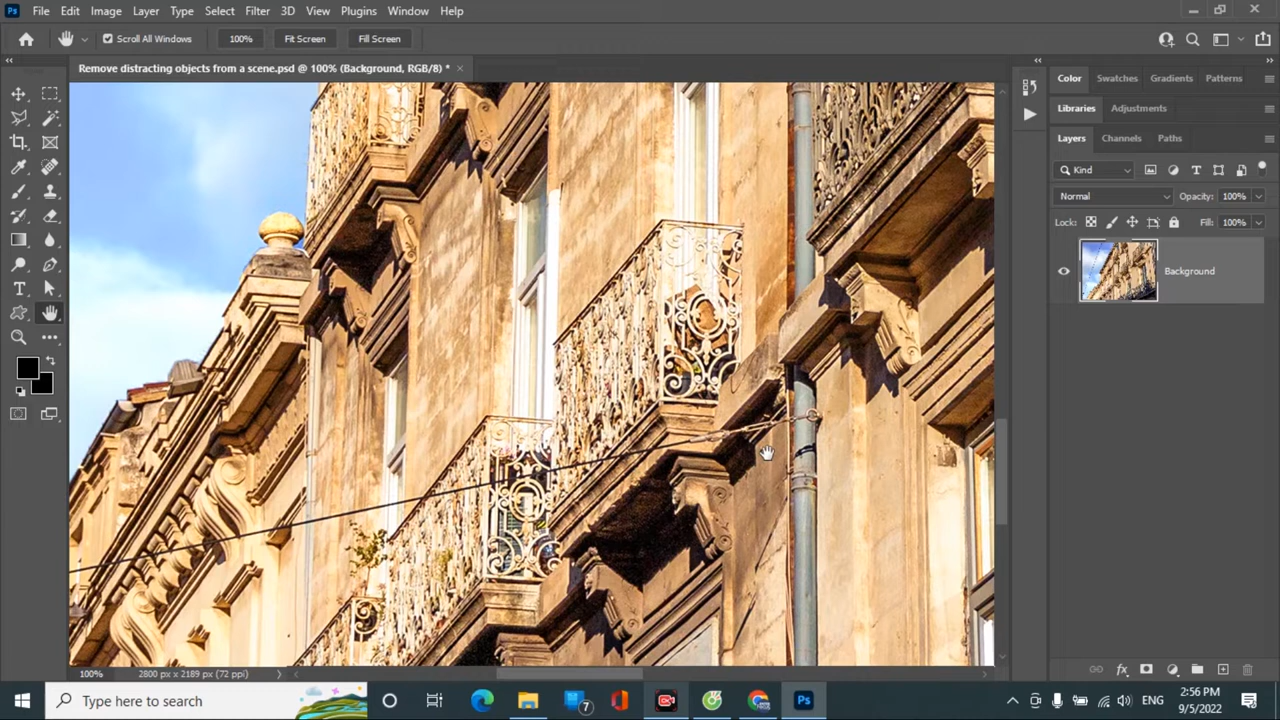 Ps File Edit Image Layer Type Select Filter 3D View Plugins Window Help
Scroll All Windows 100% Fit Screen Fill Screen
Remove distracting objects from a scene.psd @ 100% (Background, RGB/8) *
Color Swatches Gradients Patterns
Libraries Adjustments
Layers Channels Paths
Kind
Normal Opacity: 100%
Lock: Fill: 100%
Background
100% 2800 px x 2189 px (72 ppi)
Type here to search
7
Ps
ENG
2:56 PM
9/5/2022